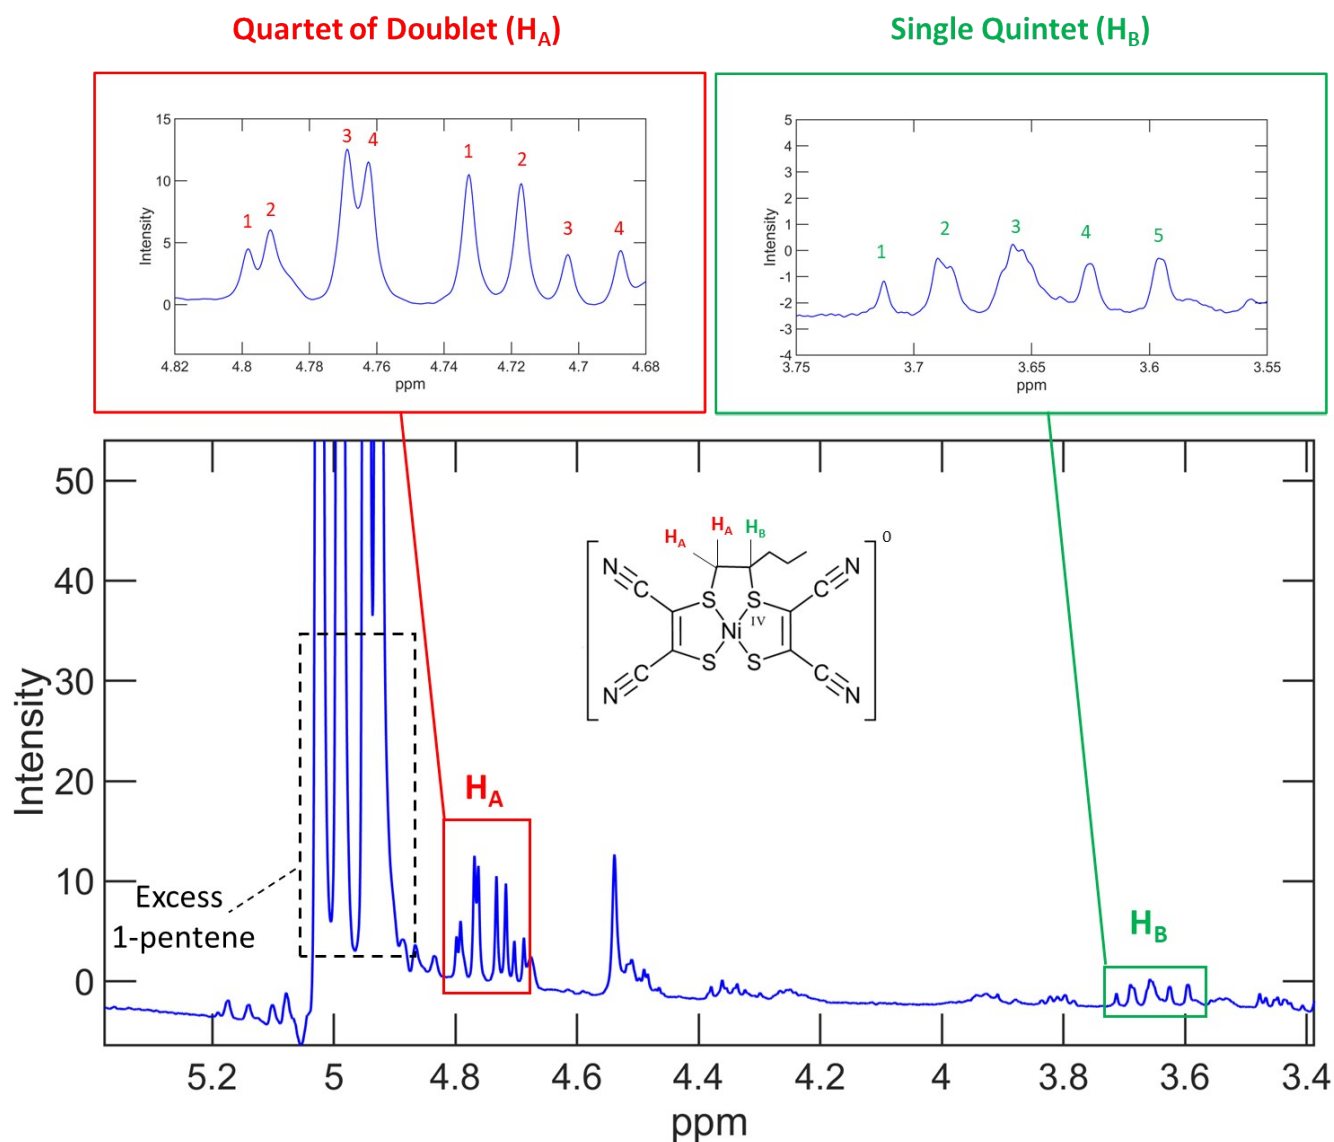 Quartet of Doublet (HA)
Single Quintet (HB)
15
10
5
0
Intensity
1
2
3
4
1
2
3
4
4.82
4.8
4.78
4.76
4.74
4.72
4.7
4.68
ppm
5
4
3
2
1
0
-1
-2
-3
-4
Intensity
1
2
3
4
5
3.75
3.7
3.65
3.6
3.55
ppm
50
40
30
20
10
0
Intensity
HA
HA
HB
0
N
C
C
N
S
S
Ni
IV
S
S
N
C
C
N
HA
HB
Excess
1-pentene
5.2
5
4.8
4.6
4.4
4.2
4
3.8
3.6
3.4
ppm